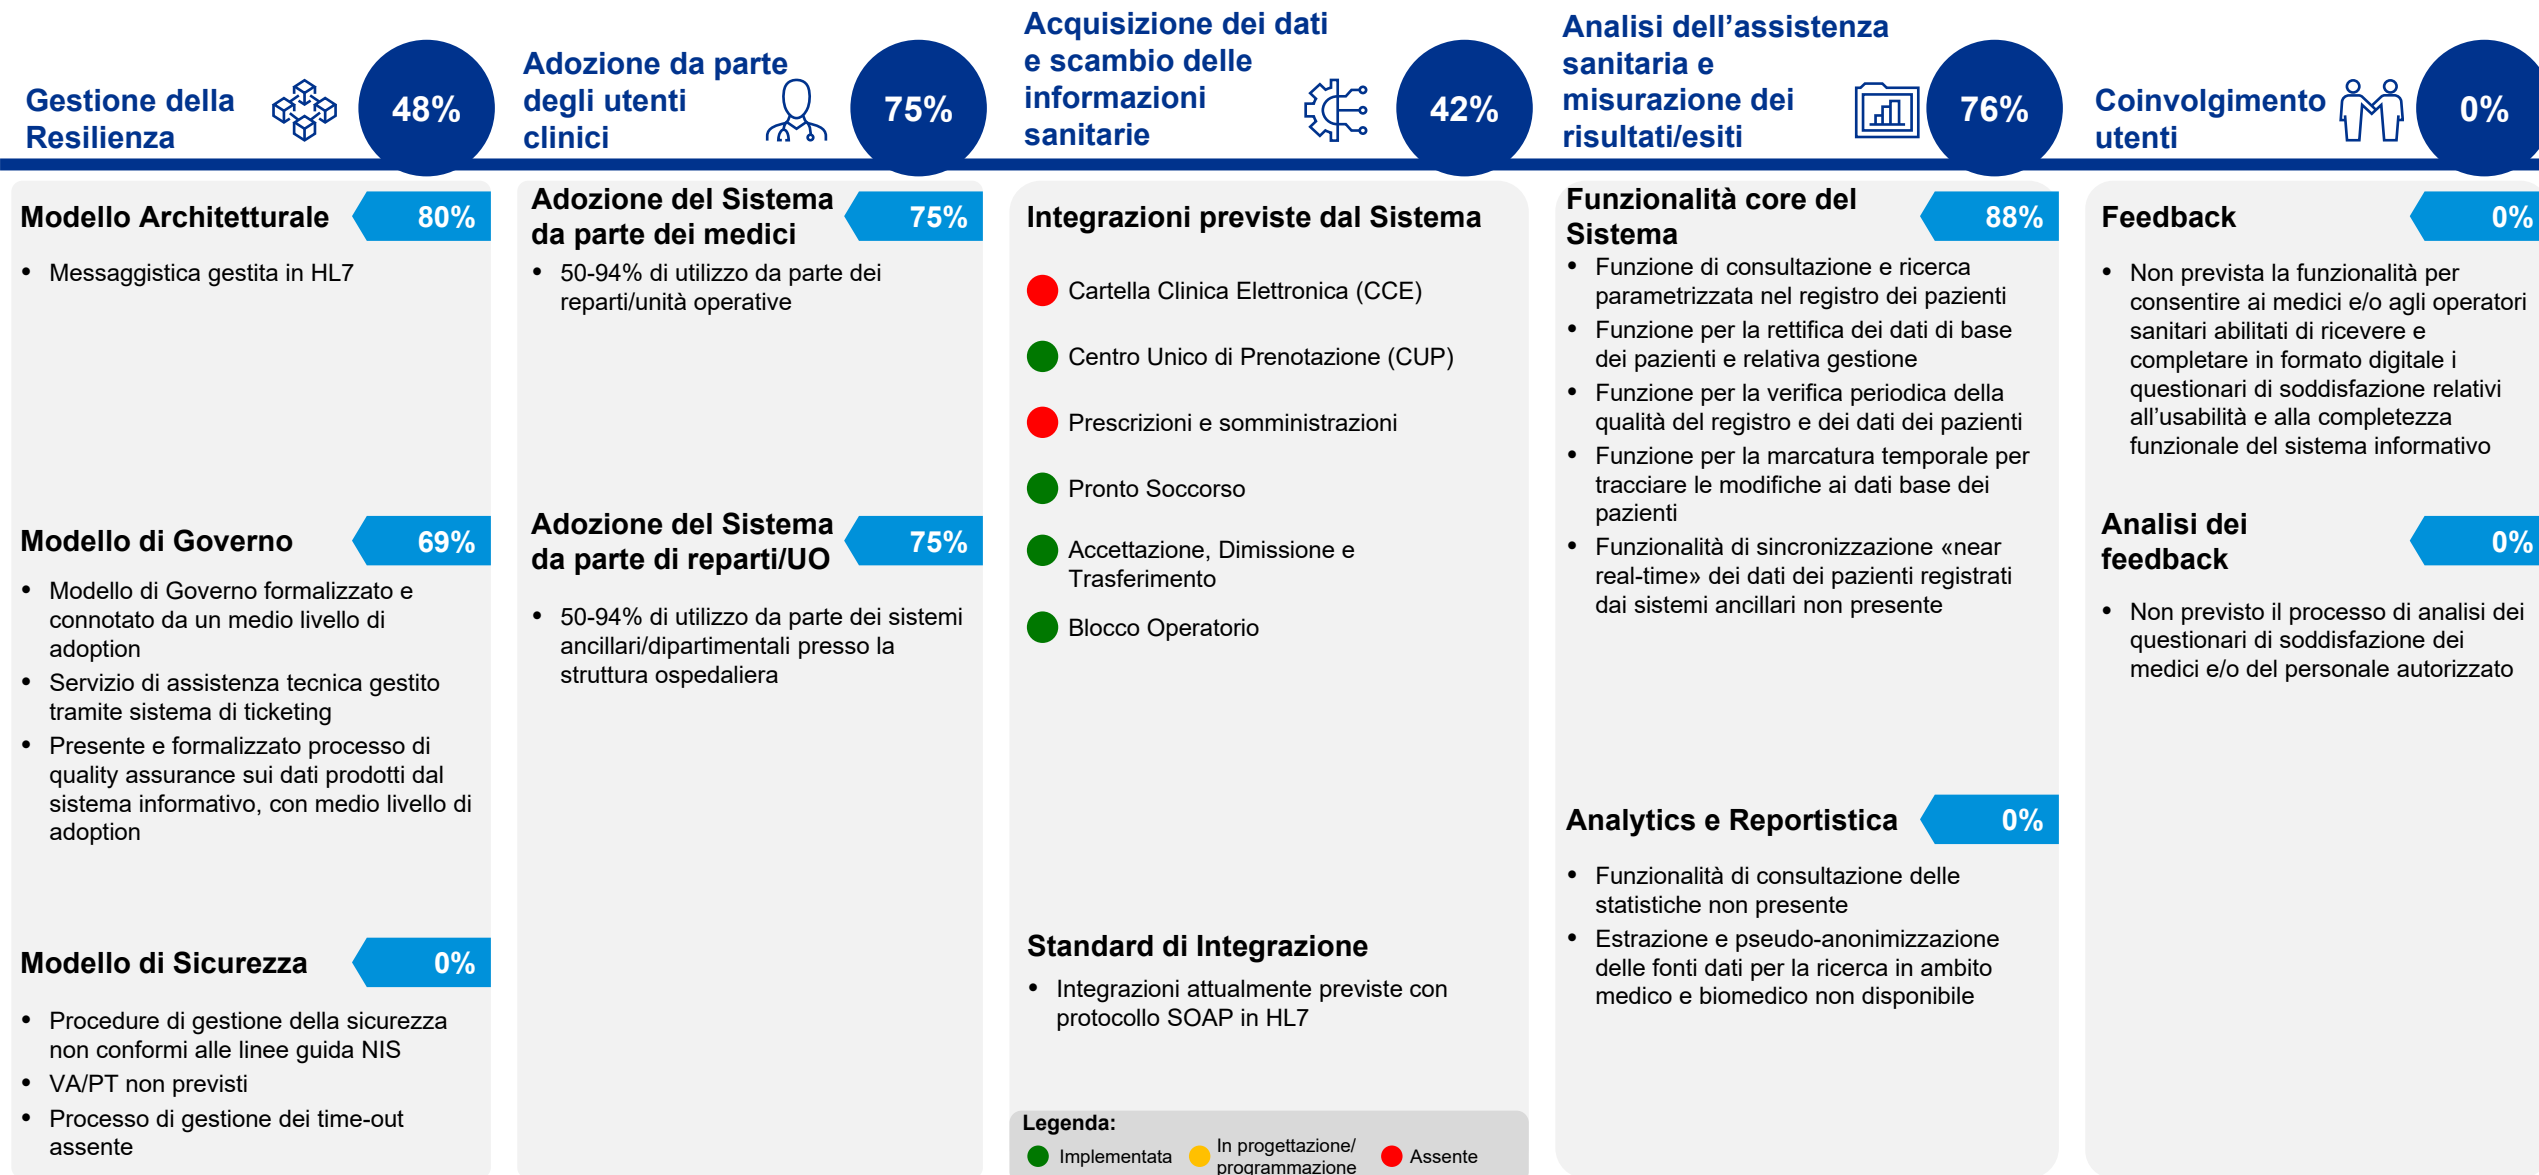 Gestione della
Resilienza
48%
Adozione da parte
degli utenti
clinici
75%
Acquisizione dei dati
e scambio delle
informazioni
sanitarie
42%
Analisi dell’assistenza
sanitaria e
misurazione dei
risultati/esiti
76%
Coinvolgimento
utenti
0%
Modello Architetturale
80%
• Messaggistica gestita in HL7
Modello di Governo
69%
• Modello di Governo formalizzato e
connotato da un medio livello di
adoption
• Servizio di assistenza tecnica gestito
tramite sistema di ticketing
• Presente e formalizzato processo di
quality assurance sui dati prodotti dal
sistema informativo, con medio livello di
adoption
Modello di Sicurezza
0%
• Procedure di gestione della sicurezza
non conformi alle linee guida NIS
• VA/PT non previsti
• Processo di gestione dei time-out
assente
Adozione del Sistema
da parte dei medici
75%
• 50-94% di utilizzo da parte dei
reparti/unità operative
Adozione del Sistema
da parte di reparti/UO
75%
• 50-94% di utilizzo da parte dei sistemi
ancillari/dipartimentali presso la
struttura ospedaliera
Integrazioni previste dal Sistema
Cartella Clinica Elettronica (CCE)
Centro Unico di Prenotazione (CUP)
Prescrizioni e somministrazioni
Pronto Soccorso
Accettazione, Dimissione e
Trasferimento
Blocco Operatorio
Standard di Integrazione
• Integrazioni attualmente previste con
protocollo SOAP in HL7
Legenda:
Implementata
In progettazione/
programmazione
Assente
Funzionalità core del
Sistema
88%
• Funzione di consultazione e ricerca
parametrizzata nel registro dei pazienti
• Funzione per la rettifica dei dati di base
dei pazienti e relativa gestione
• Funzione per la verifica periodica della
qualità del registro e dei dati dei pazienti
• Funzione per la marcatura temporale per
tracciare le modifiche ai dati base dei
pazienti
• Funzionalità di sincronizzazione «near
real-time» dei dati dei pazienti registrati
dai sistemi ancillari non presente
Analytics e Reportistica
0%
• Funzionalità di consultazione delle
statistiche non presente
• Estrazione e pseudo-anonimizzazione
delle fonti dati per la ricerca in ambito
medico e biomedico non disponibile
Feedback
0%
• Non prevista la funzionalità per
consentire ai medici e/o agli operatori
sanitari abilitati di ricevere e
completare in formato digitale i
questionari di soddisfazione relativi
all’usabilità e alla completezza
funzionale del sistema informativo
Analisi dei
feedback
0%
• Non previsto il processo di analisi dei
questionari di soddisfazione dei
medici e/o del personale autorizzato